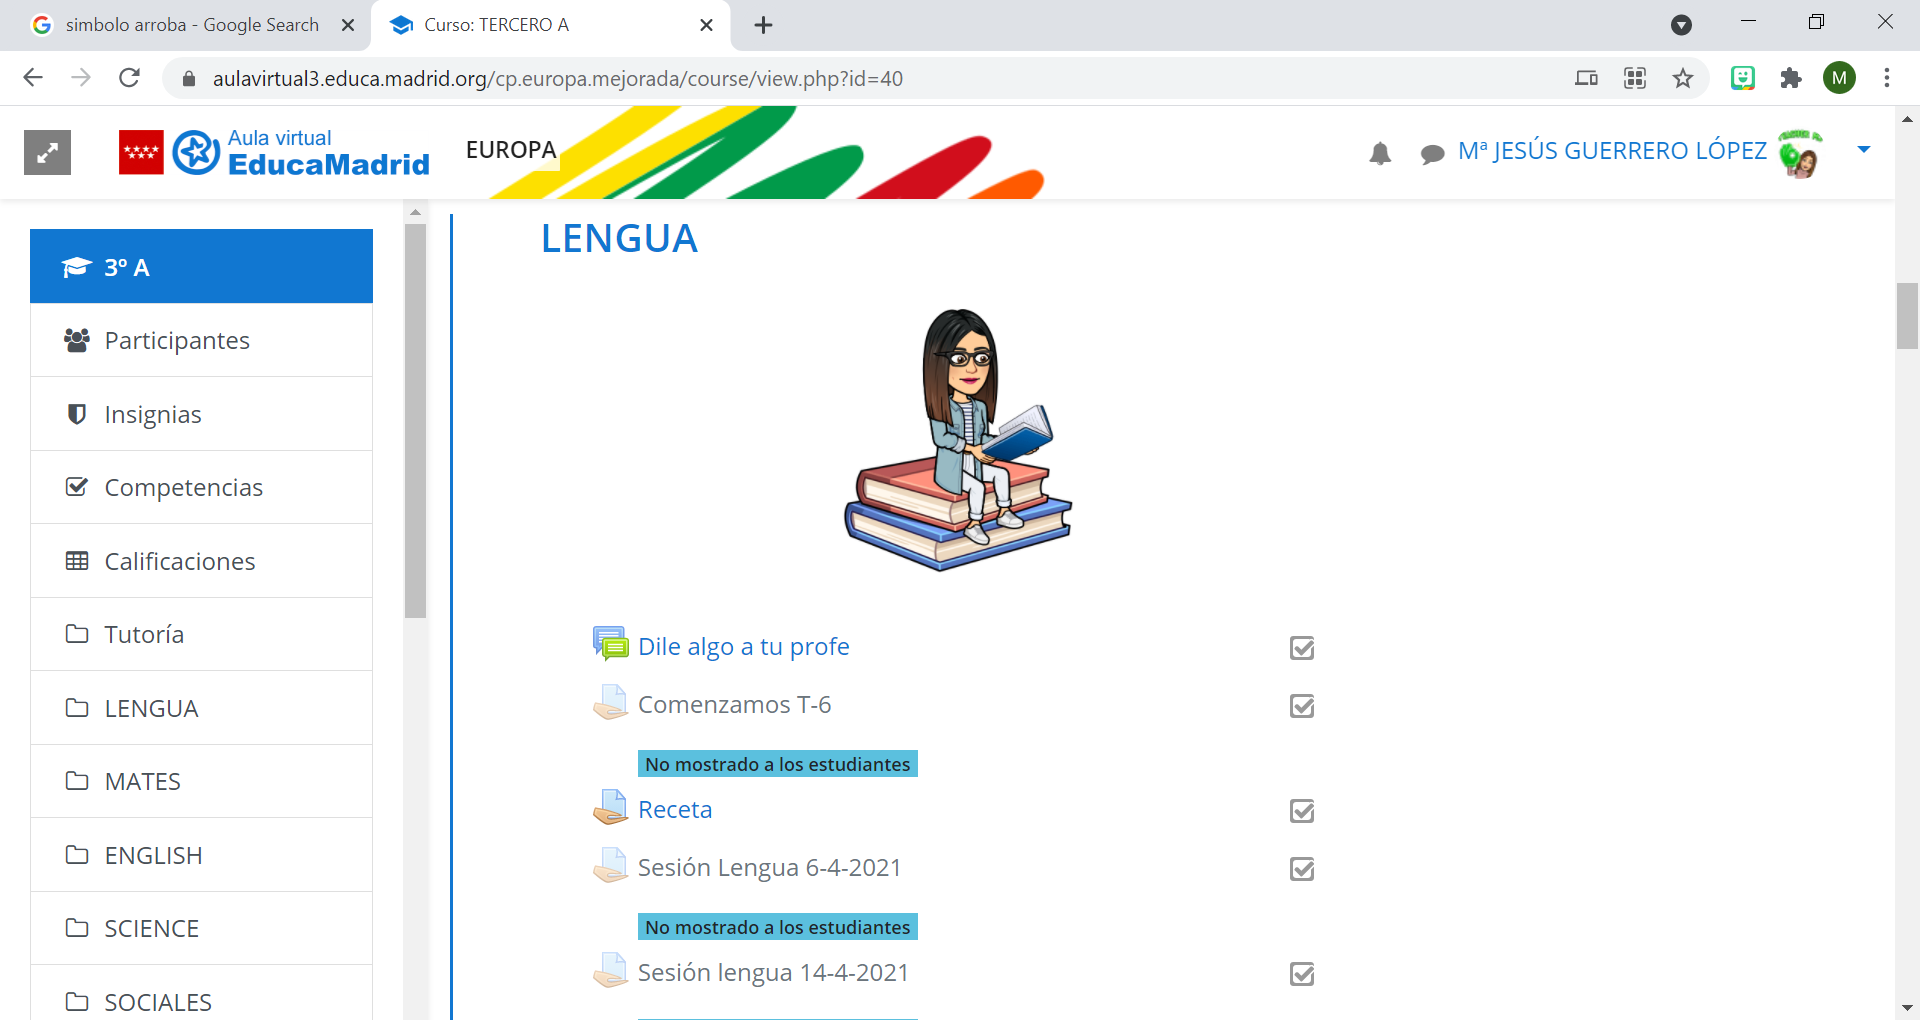 simbolo arroba - Google Search
Curso: TERCERO A
aulavirtual3.educa.madrid.org/cp.europa.mejorada/course/view.php?id=40
M
Aula virtual
EducaMadrid
EUROPA
Mª JESÚS GUERRERO LÓPEZ
3º A
Participantes
Insignias
Competencias
Calificaciones
Tutoría
LENGUA
MATES
ENGLISH
SCIENCE
SOCIALES
LENGUA
Dile algo a tu profe
Comenzamos T-6
No mostrado a los estudiantes
Receta
Sesión Lengua 6-4-2021
No mostrado a los estudiantes
Sesión lengua 14-4-2021